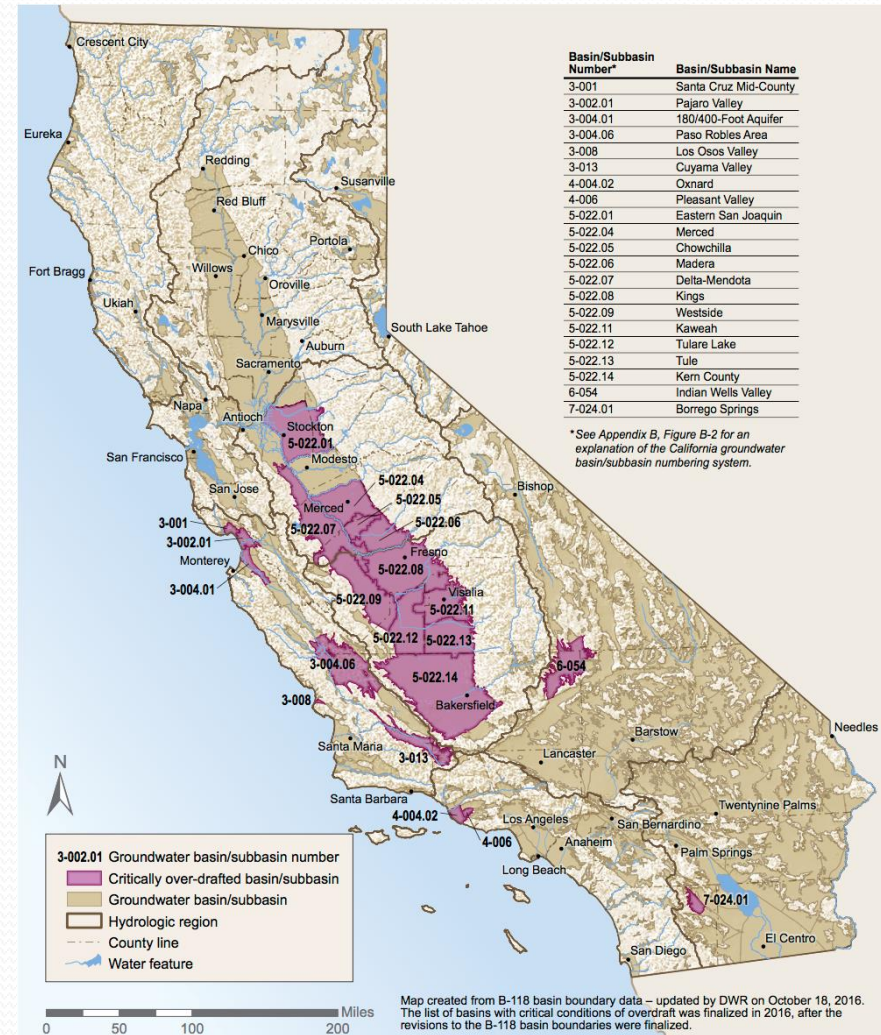 Crescent City
Eureka
Redding
Susanville
Red Bluff
Chico
Portola
Fort Bragg
Willows
Oroville
Ukiah
Marysville
South Lake Tahoe
Auburn
Sacramento
Napa
Antioch
Stockton
5-022.01
San Francisco
Modesto
5-022.04
Bishop
San Jose
Merced
5-022.05
5-022.06
3-001
5-022.07
3-002.01
Fresno
5-022.08
Monterey
3-004.01
5-022.09
Visalia
5-022.11
5-022.12
5-022.13
3-004.06
6-054
5-022.14
3-008
Bakersfield
Needles
Santa Maria
Barstow
3-013
Lancaster
Santa Barbara
Twentynine Palms
4-004.02
Los Angeles
San Bernardino
4-006
Anaheim
Palm Springs
Long Beach
7-024.01
El Centro
San Diego
Basin/Subbasin
Number* Basin/Subbasin Name
3-001 Santa Cruz Mid-County
3-002.01 Pajaro Valley
3-004.01 180/400-Foot Aquifer
3-004.06 Paso Robles Area
3-008 Los Osos Valley
3-013 Cuyama Valley
4-004.02 Oxnard
4-006 Pleasant Valley
5-022.01 Eastern San Joaquin
5-022.04 Merced
5-022.05 Chowchilla
5-022.06 Madera
5-022.07 Delta-Mendota
5-022.08 Kings
5-022.09 Westside
5-022.11 Kaweah
5-022.12 Tulare Lake
5-022.13 Tule
5-022.14 Kern County
6-054 Indian Wells Valley
7-024.01 Borrego Springs
*See Appendix B, Figure B-2 for an
explanation of the California groundwater
basin/subbasin numbering system.
N
3-002.01 Groundwater basin/subbasin number
Critically over-drafted basin/subbasin
Groundwater basin/subbasin
Hydrologic region
County line
Water feature
Miles
0 50 100 200
Map created from B-118 basin boundary data – updated by DWR on October 18, 2016.
The list of basins with critical conditions of overdraft was finalized in 2016, after the
revisions to the B-118 basin boundaries were finalized.